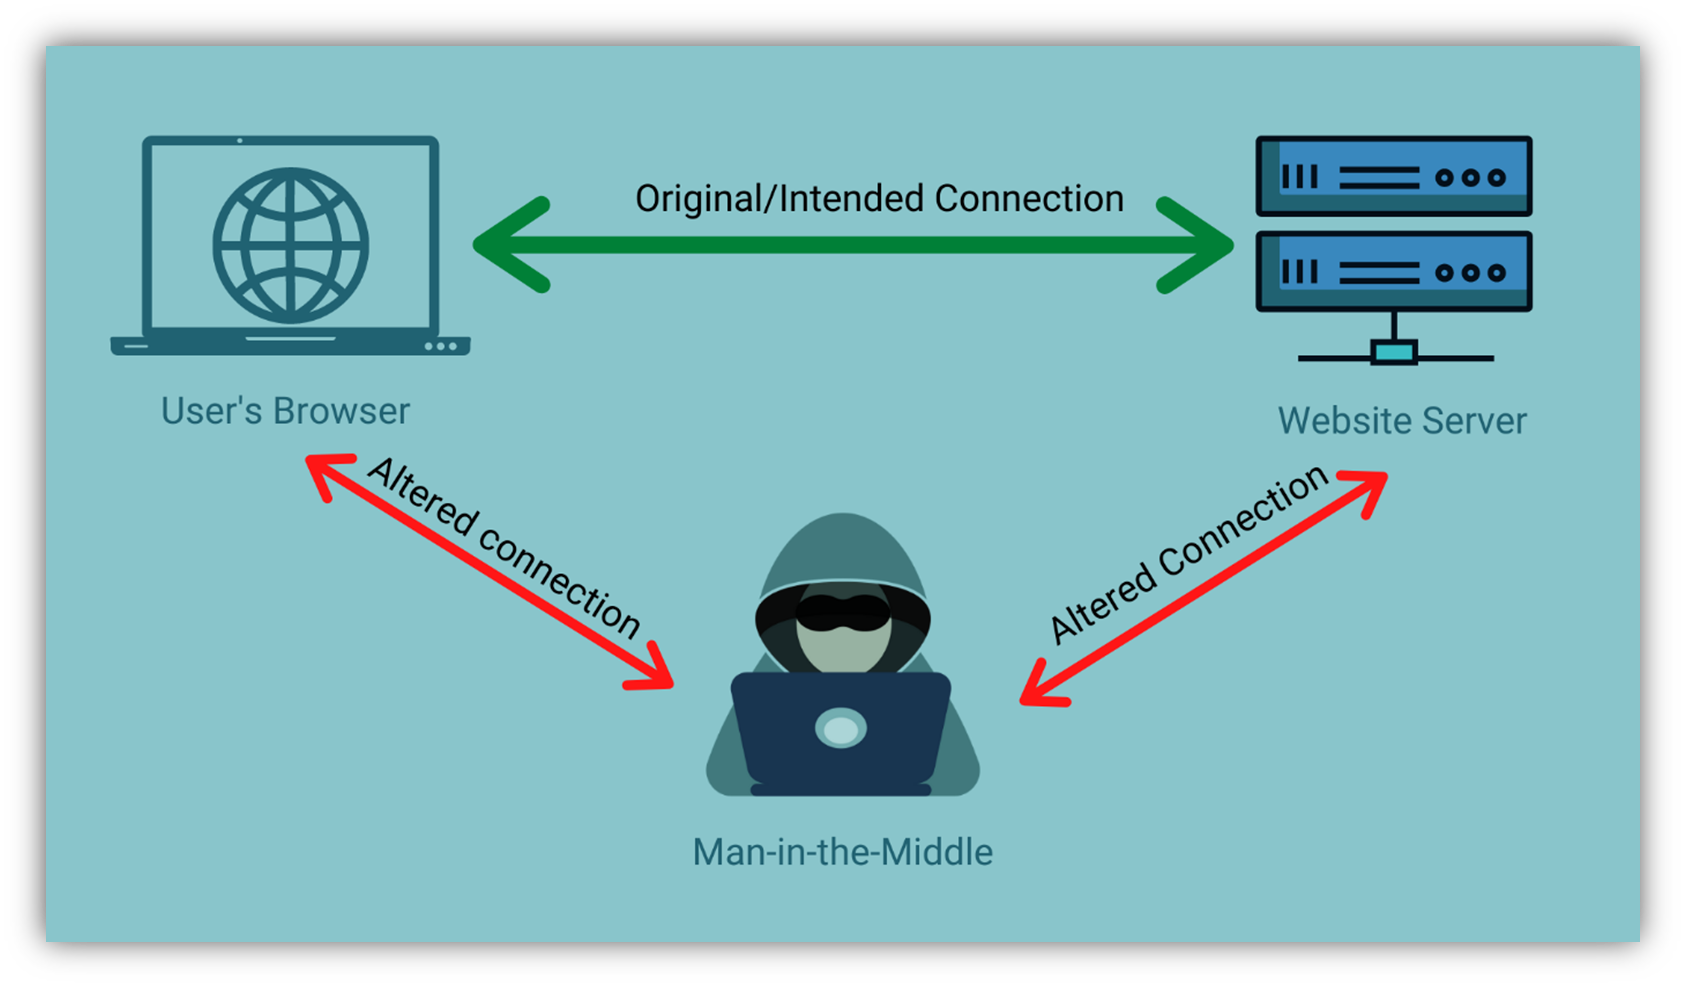 Original/Intended Connection
User's Browser
Website Server
Altered connection
Altered Connection
Man-in-the-Middle